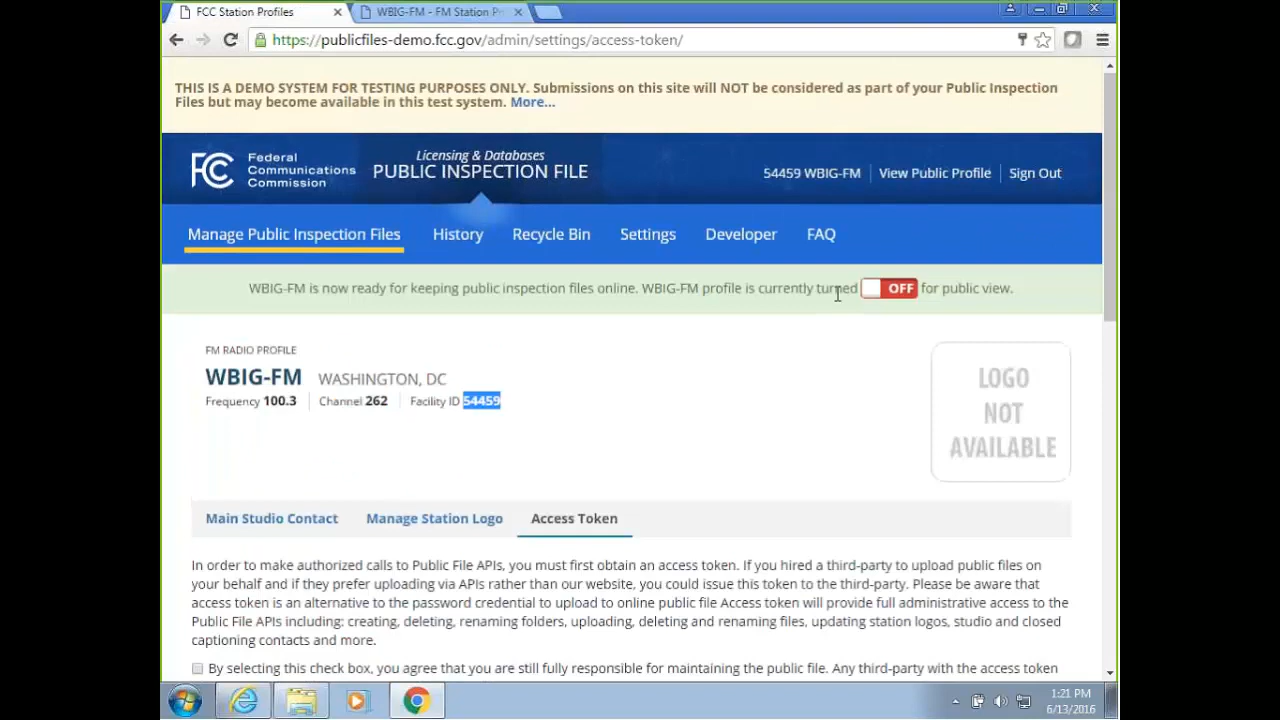 FCC Station Profiles
WBIG-FM - FM Station Pr
https://publicfiles-demo.fcc.gov/admin/settings/access-token/
THIS IS A DEMO SYSTEM FOR TESTING PURPOSES ONLY. Submissions on this site will NOT be considered as part of your Public Inspection
Files but may become available in this test system. More...
FCC Federal
Communications
Commission
Licensing & Databases
PUBLIC INSPECTION FILE
54459 WBIG-FM View Public Profile Sign Out
Manage Public Inspection Files History Recycle Bin Settings Developer FAQ
WBIG-FM is now ready for keeping public inspection files online. WBIG-FM profile is currently turned OFF for public view.
FM RADIO PROFILE
WBIG-FM WASHINGTON, DC
Frequency 100.3 Channel 262 Facility ID 54459
LOGO
NOT
AVAILABLE
Main Studio Contact Manage Station Logo Access Token
In order to make authorized calls to Public File APIs, you must first obtain an access token. If you hired a third-party to upload public files on
your behalf and if they prefer uploading via APIs rather than our website, you could issue this token to the third-party. Please be aware that
access token is an alternative to the password credential to upload to online public file Access token will provide full administrative access to the
Public File APIs including: creating, deleting, renaming folders, uploading, deleting and renaming files, updating station logos, studio and closed
captioning contacts and more.
By selecting this check box, you agree that you are still fully responsible for maintaining the public file. Any third-party with the access token
1:21 PM
6/13/2016